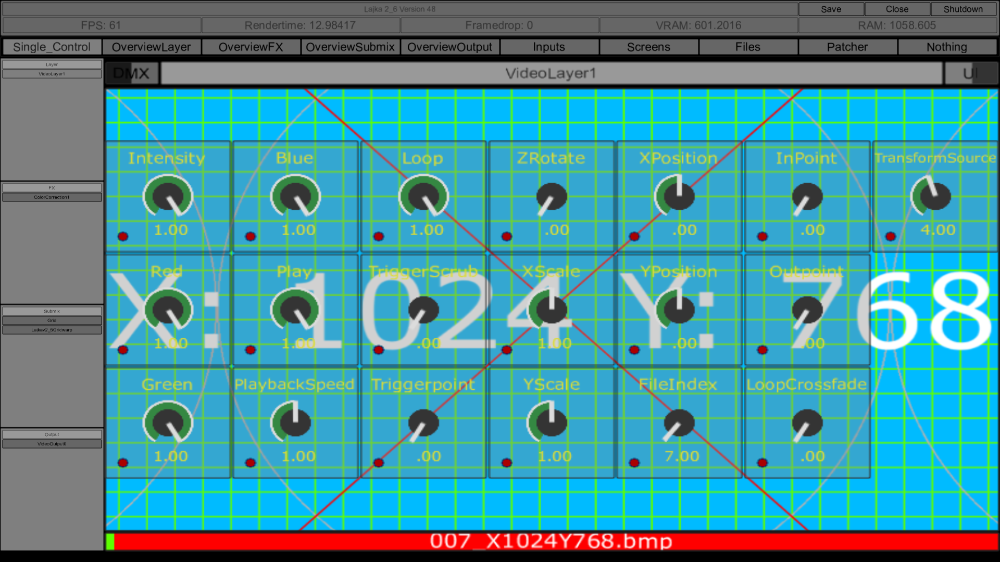 Lajka 2_6 Version 48
Save
Close
Shutdown
FPS: 61
Rendertime: 12.98417
Framedrop: 0
VRAM: 601.2016
RAM: 1058.605
Single_Control
OverviewLayer
OverviewFX
OverviewSubmix
OverviewOutput
Inputs
Screens
Files
Patcher
Nothing
Layer
VideoLayer1
FX
ColorCorrection1
Submix
Grid
Lajkav2_5Gridwarp
Output
VideoOutput0
DMX
VideoLayer1
UI
Intensity
1.00
Blue
1.00
Loop
1.00
ZRotate
.00
XPosition
.00
InPoint
.00
TransformSource
4.00
X: 1024 Y: 768
Red
1.00
Play
1.00
TriggerScrub
.00
XScale
1.00
YPosition
.00
Outpoint
.00
Green
1.00
PlaybackSpeed
1.00
Triggerpoint
.00
YScale
1.00
FileIndex
7.00
LoopCrossfade
.00
007_X1024Y768.bmp